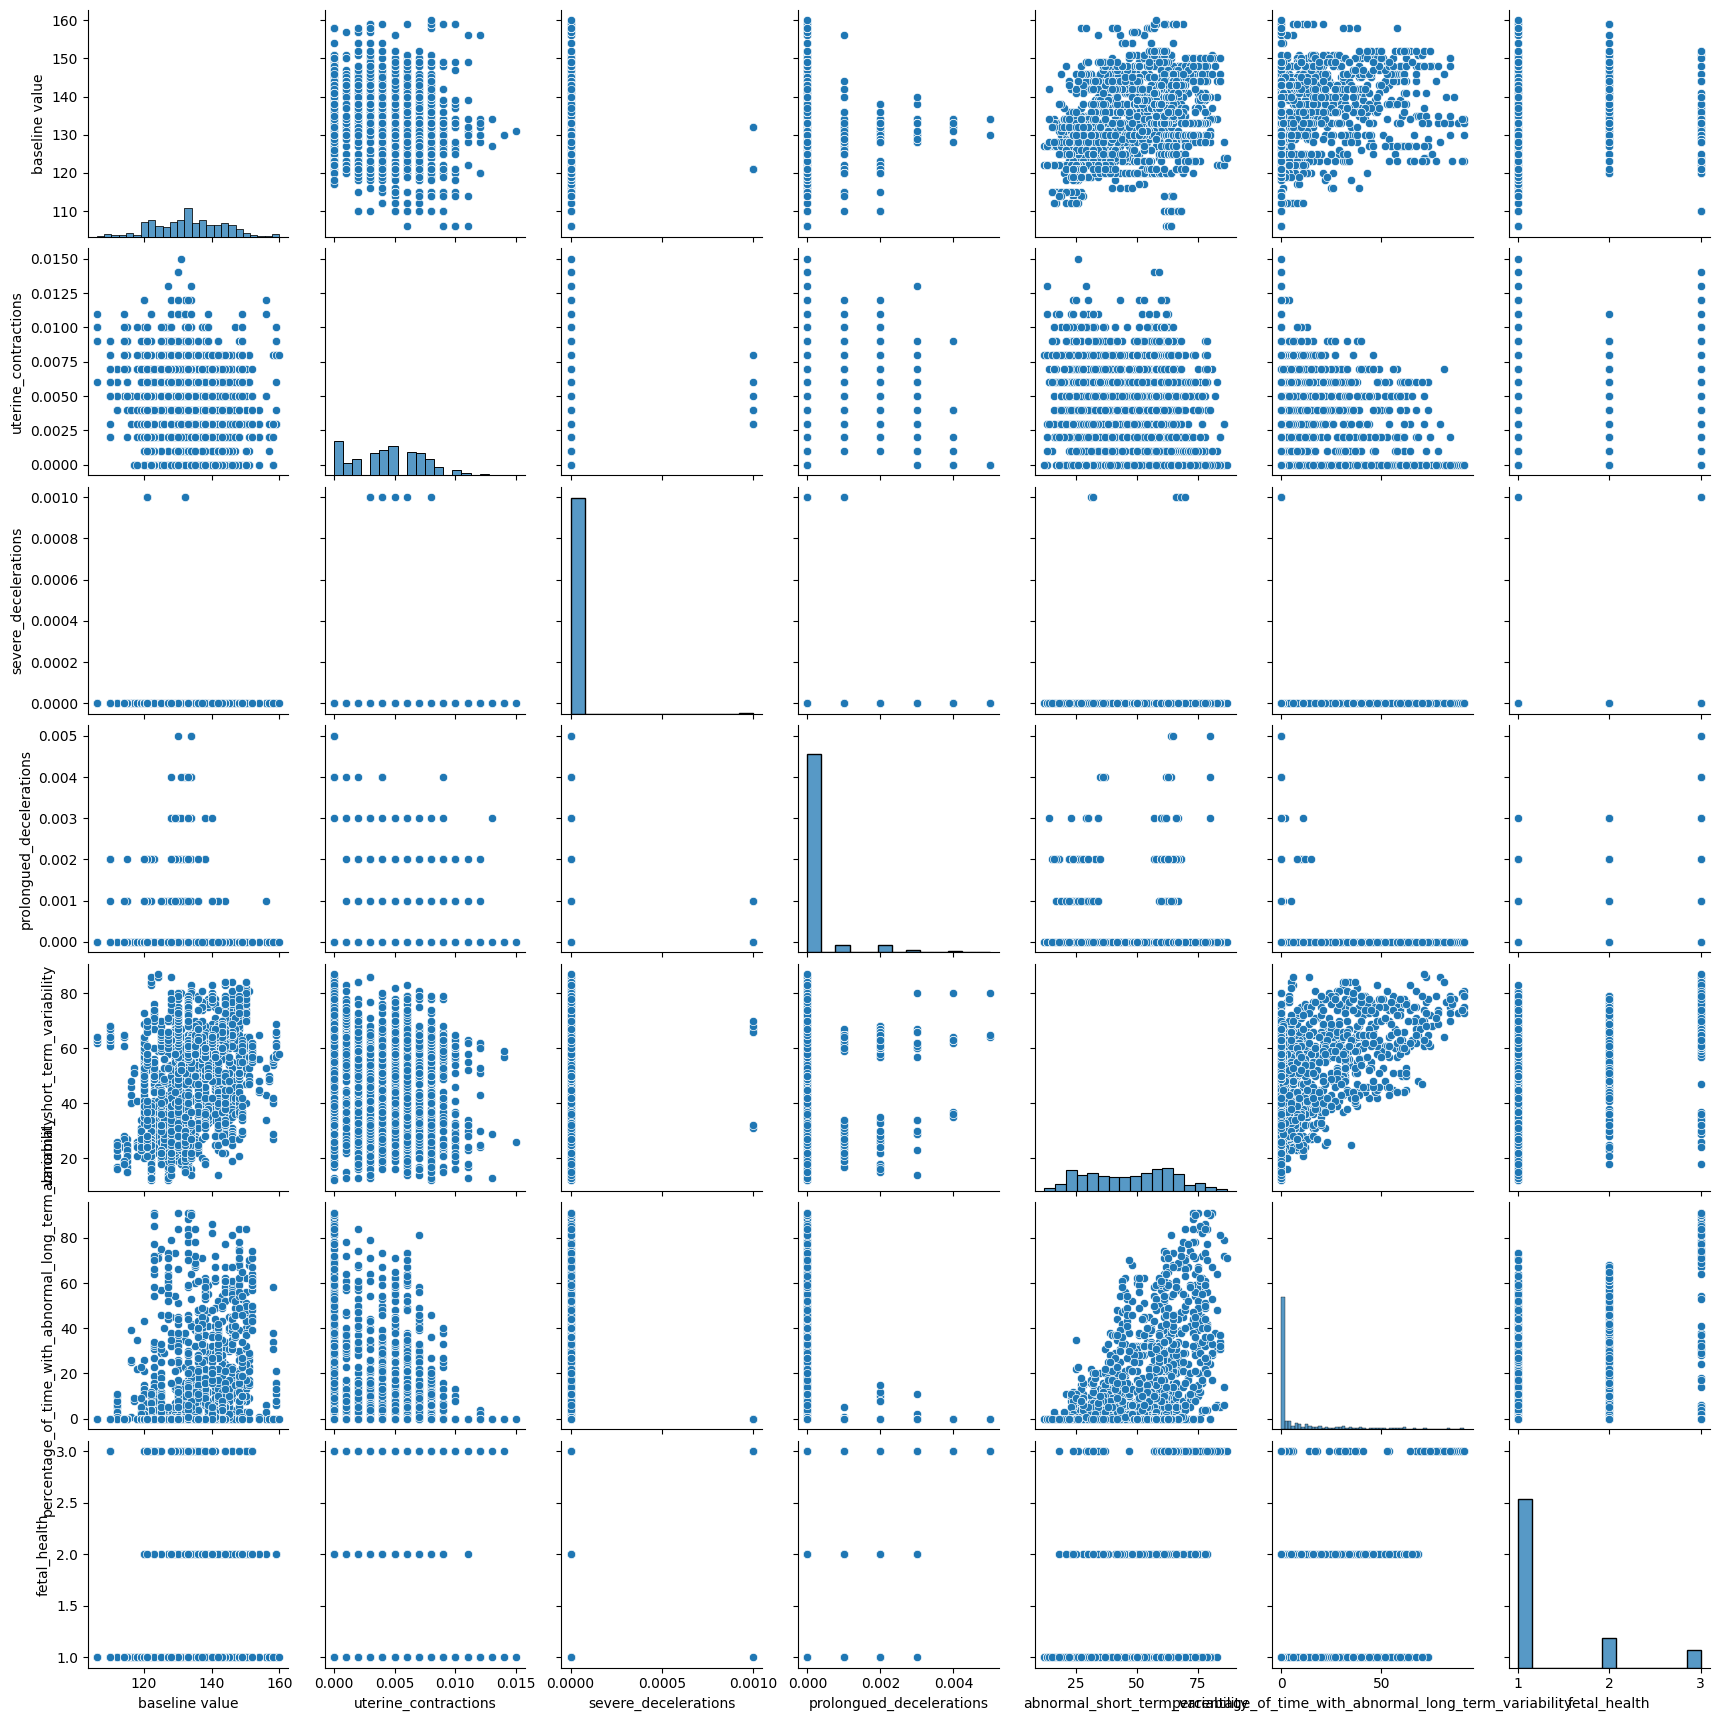 160
150
140
130
120
110
baseline value
0.0150
0.0125
0.0100
0.0075
0.0050
0.0025
0.0000
uterine_contractions
0.0010
0.0008
0.0006
0.0004
0.0002
0.0000
severe_decelerations
0.005
0.004
0.003
0.002
0.001
0.000
prolongued_decelerations
80
60
40
20
abnormal_short_term_variability
80
60
40
20
0
percentage_of_time_with_abnormal_long_term_variability
3.0
2.5
2.0
1.5
1.0
fetal_health
120 140 160
baseline value
0.000 0.005 0.010 0.015
uterine_contractions
0.0000 0.0005 0.0010
severe_decelerations
0.000 0.002 0.004
prolongued_decelerations
25 50 75
abnormal_short_term_variability
0 50
percentage_of_time_with_abnormal_long_term_variability
1 2 3
fetal_health